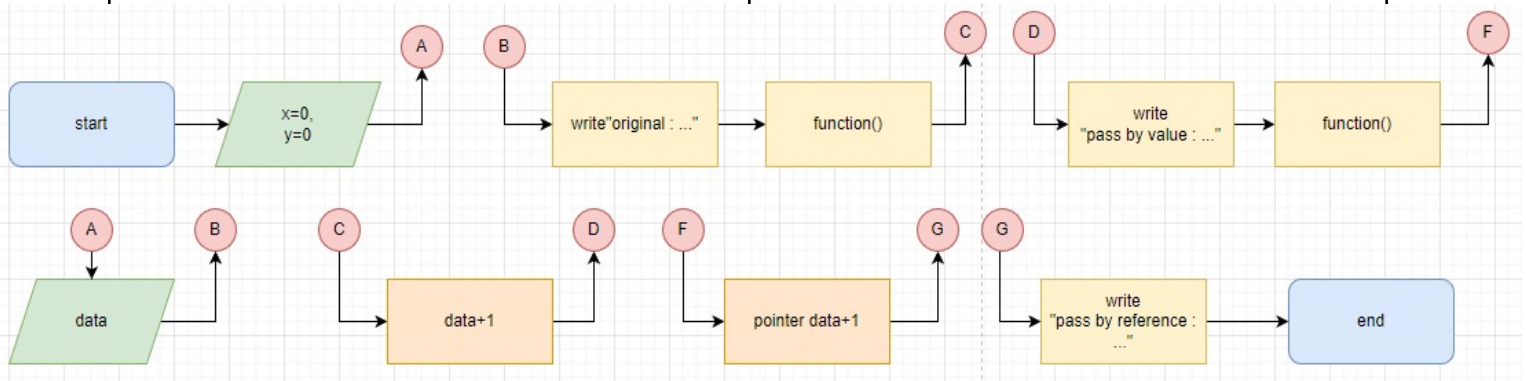 A
B
C
D
F
start
x=0,
y=0
write"original : ..."
function()
write
"pass by value : ..."
function()
A
B
C
D
F
G
G
data
data+1
pointer data+1
write
"pass by reference :
..."
end